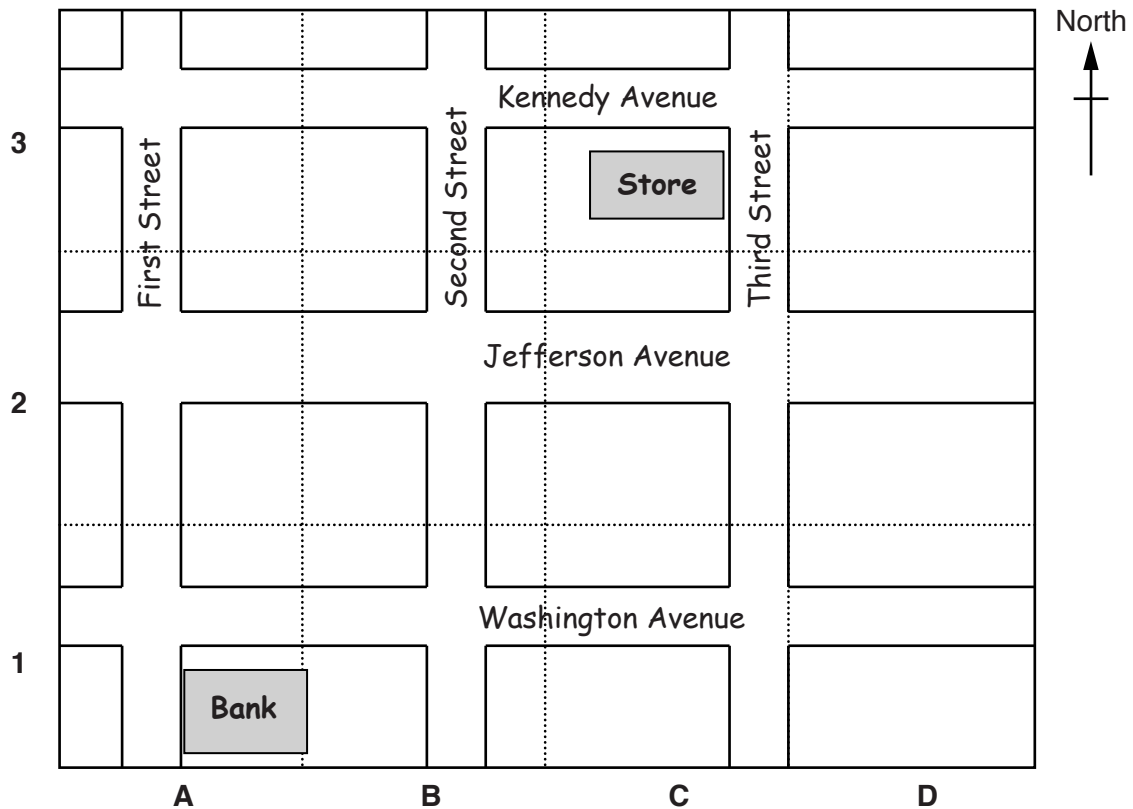 North
Kennedy Avenue
3
First Street
Second Street
Store
Third Street
Jefferson Avenue
2
Washington Avenue
1
Bank
A
B
C
D